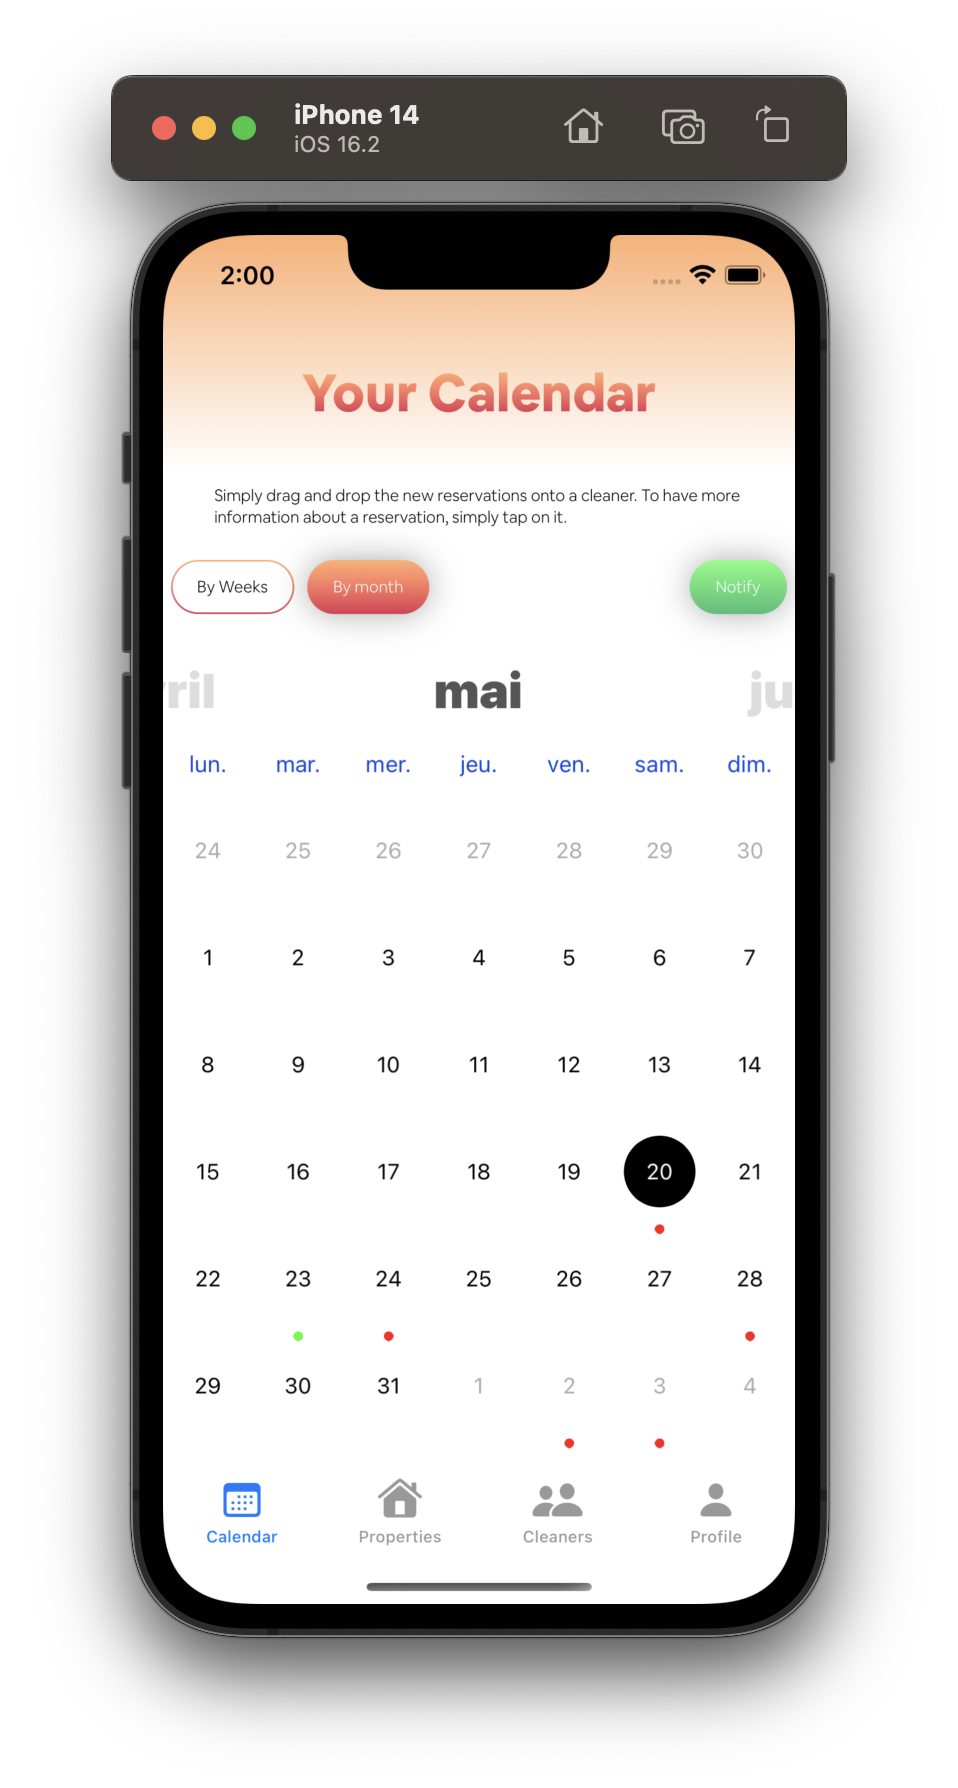 iPhone 14
iOS 16.2
2:00
Your Calendar
Simply drag and drop the new reservations onto a cleaner. To have more
information about a reservation, simply tap on it.
By Weeks By month Notify
ril mai ju
lun. mar. mer. jeu. ven. sam. dim.
24 25 26 27 28 29 30
1 2 3 4 5 6 7
8 9 10 11 12 13 14
15 16 17 18 19 20 21
22 23 24 25 26 27 28
29 30 31 1 2 3 4
Calendar Properties Cleaners Profile